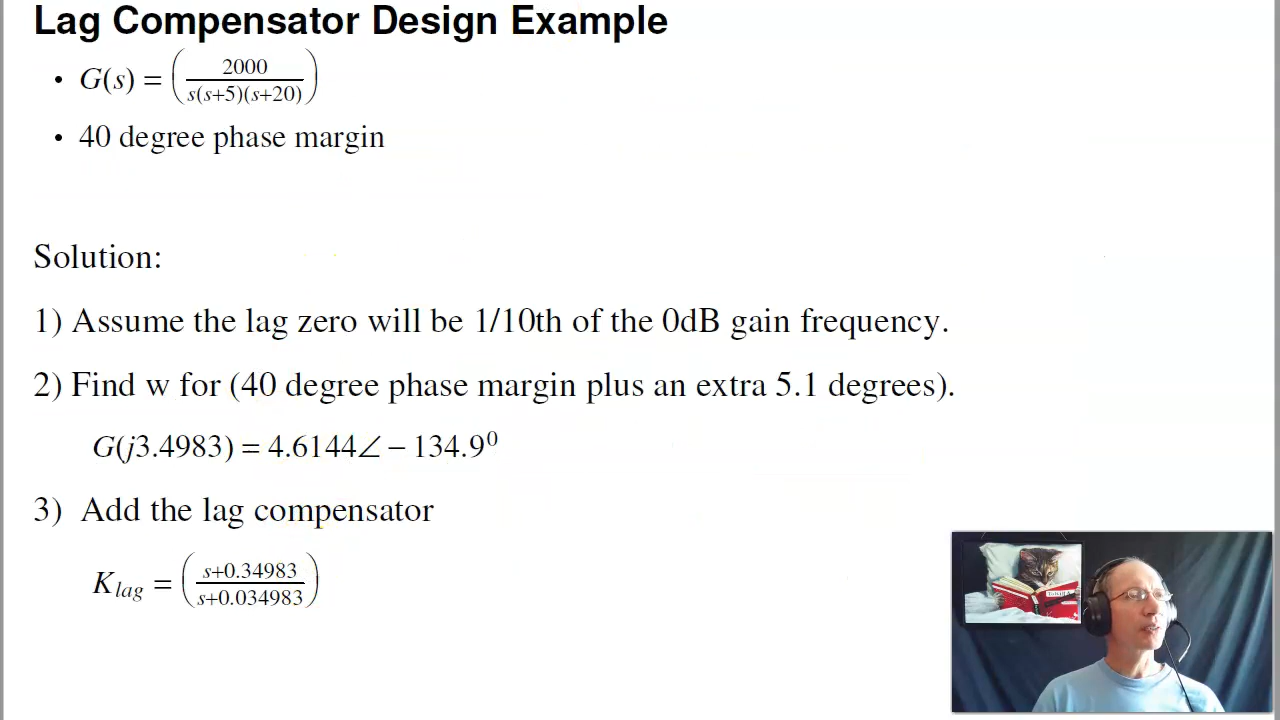 Lag Compensator Design Example
• G(s) = (2000 / s(s+5)(s+20))
• 40 degree phase margin
Solution:
1) Assume the lag zero will be 1/10th of the 0dB gain frequency.
2) Find w for (40 degree phase margin plus an extra 5.1 degrees).
G(j3.4983) = 4.6144∠ − 134.9⁰
3) Add the lag compensator
K_lag = (s+0.34983 / s+0.034983)